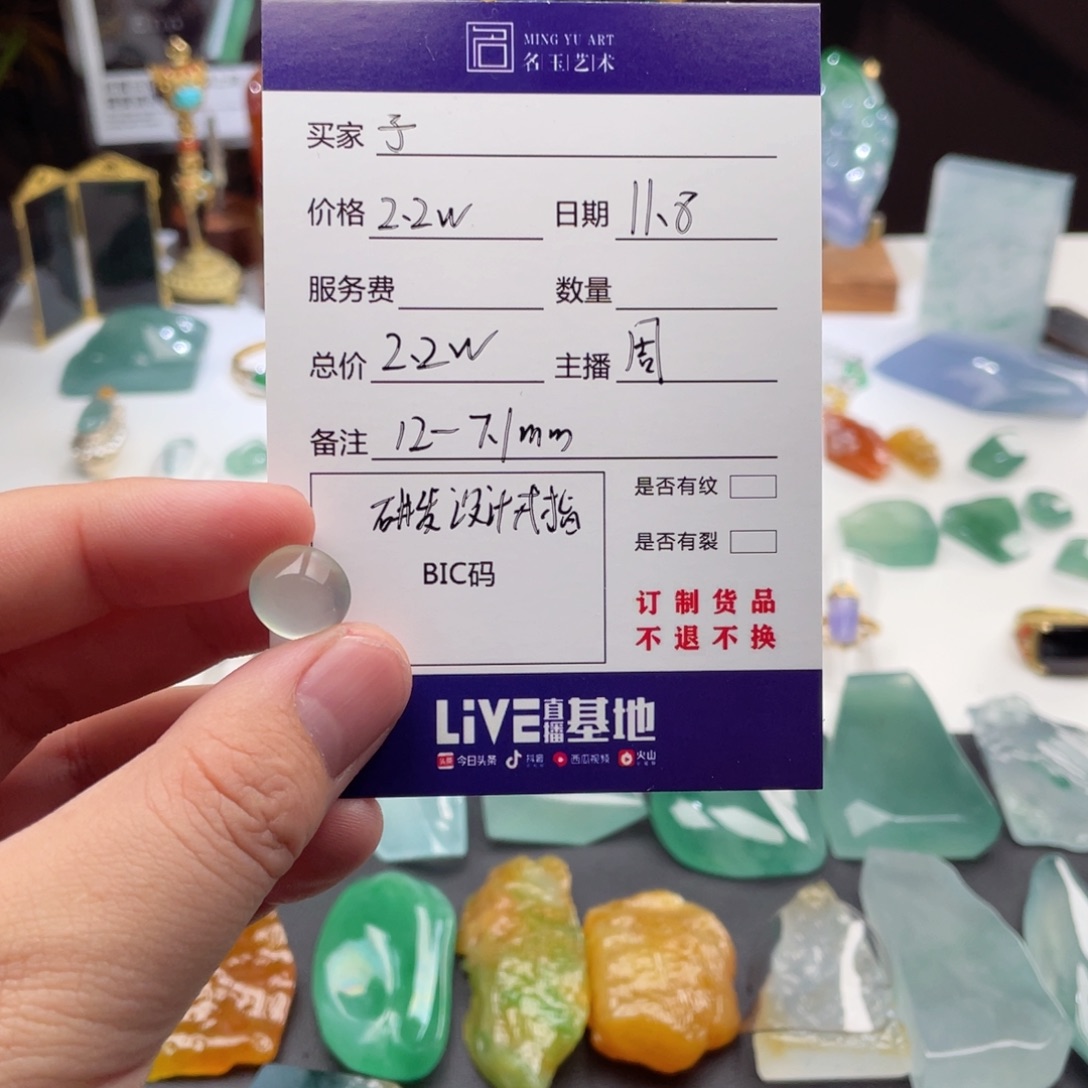 名 MING YU ART
名玉艺术
买家 子
价格 2.2w 日期 11.8
服务费 数量
总价 2.2w 主播 周
备注 12-7.1mm
研发设计戒指 是否有纹
是否有裂
BIC码
订制货品
不退不换
LiVE直播基地
头条 今日头条 抖音 西瓜视频 火山